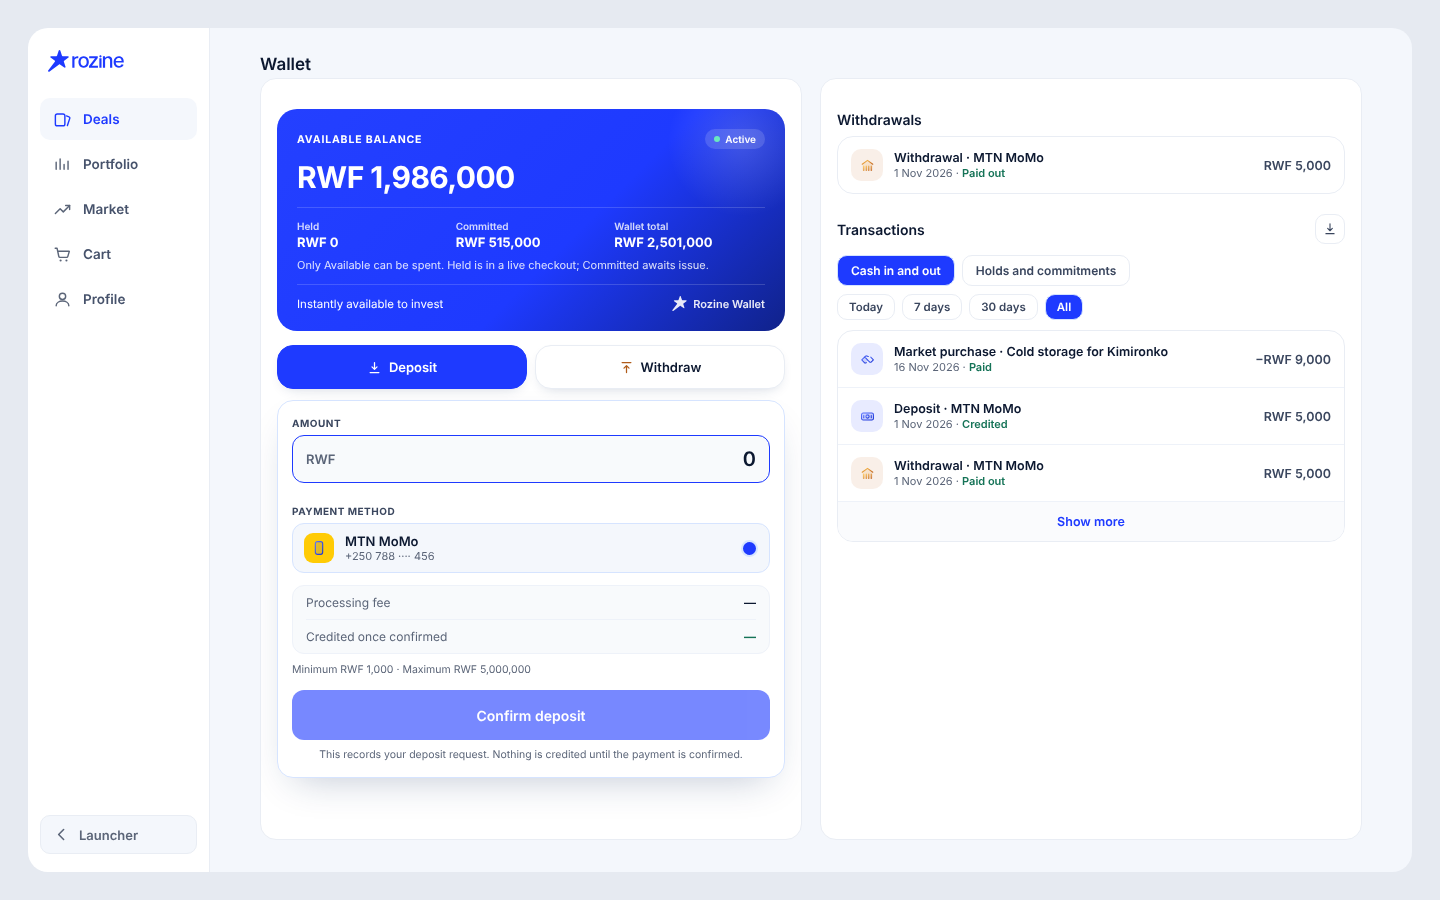 rozine
Deals
Portfolio
Market
Cart
Profile
Launcher
Wallet
AVAILABLE BALANCE
Active
RWF 1,986,000
Held
RWF 0
Committed
RWF 515,000
Wallet total
RWF 2,501,000
Only Available can be spent. Held is in a live checkout; Committed awaits issue.
Instantly available to invest
Rozine Wallet
Deposit
Withdraw
AMOUNT
RWF 0
PAYMENT METHOD
MTN MoMo
+250 788 ···· 456
Processing fee —
Credited once confirmed —
Minimum RWF 1,000 · Maximum RWF 5,000,000
Confirm deposit
This records your deposit request. Nothing is credited until the payment is confirmed.
Withdrawals
Withdrawal · MTN MoMo
1 Nov 2026 · Paid out
RWF 5,000
Transactions
Cash in and out
Holds and commitments
Today
7 days
30 days
All
Market purchase · Cold storage for Kimironko
16 Nov 2026 · Paid
−RWF 9,000
Deposit · MTN MoMo
1 Nov 2026 · Credited
RWF 5,000
Withdrawal · MTN MoMo
1 Nov 2026 · Paid out
RWF 5,000
Show more